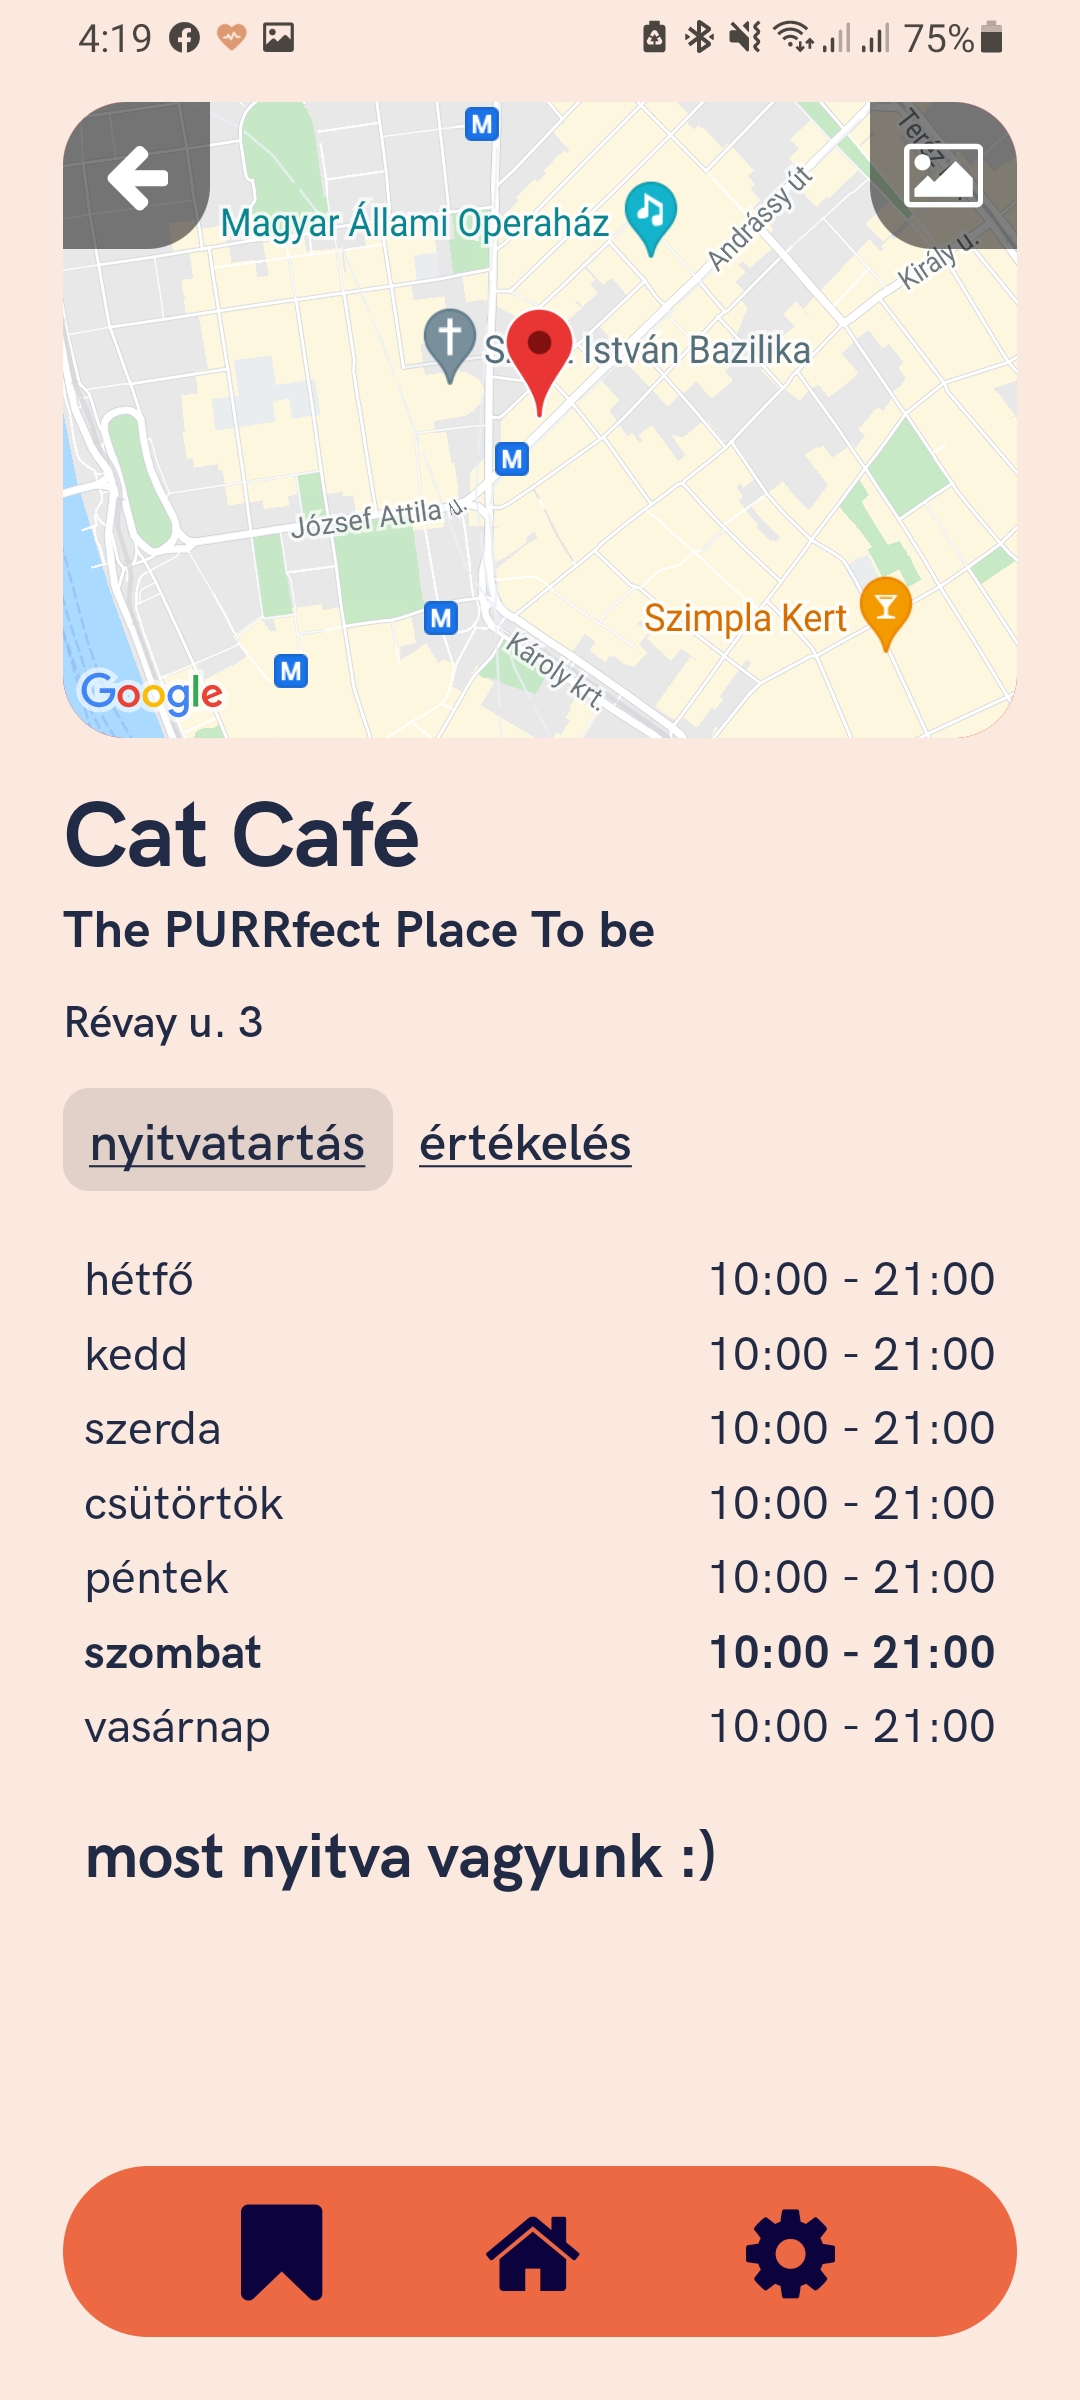 4:19 75%
M
Teréz
Magyar Állami Operaház
Andrássy út
Király u.
István Bazilika
M
József Attila u.
M
Szimpla Kert
Károly krt.
M
Google
Cat Café
The PURRfect Place To be
Révay u. 3
nyitvatartás értékelés
hétfő 10:00 - 21:00
kedd 10:00 - 21:00
szerda 10:00 - 21:00
csütörtök 10:00 - 21:00
péntek 10:00 - 21:00
szombat 10:00 - 21:00
vasárnap 10:00 - 21:00
most nyitva vagyunk :)